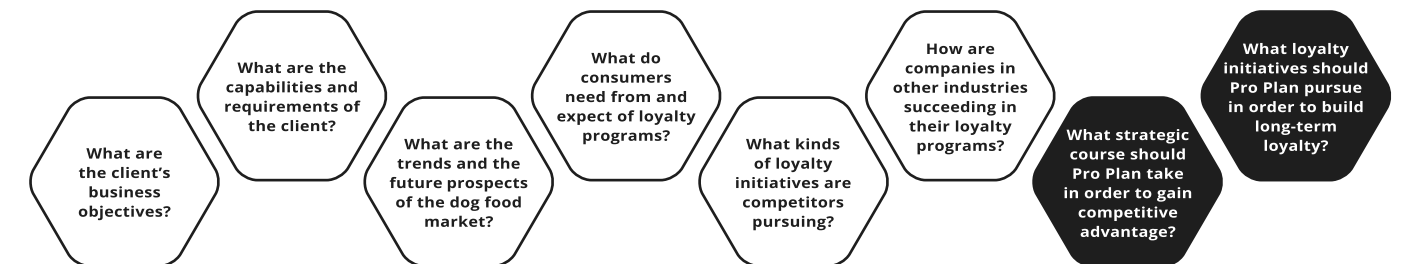 What are
the client's
business
objectives?
What are the
capabilities and
requirements of
the client?
What are the
trends and the
future prospects
of the dog food
market?
What do
consumers
need from and
expect of loyalty
programs?
What kinds
of loyalty
initiatives are
competitors
pursuing?
How are
companies in
other industries
succeeding in
their loyalty
programs?
What strategic
course should
Pro Plan take
in order to gain
competitive
advantage?
What loyalty
initiatives should
Pro Plan pursue
in order to build
long-term
loyalty?